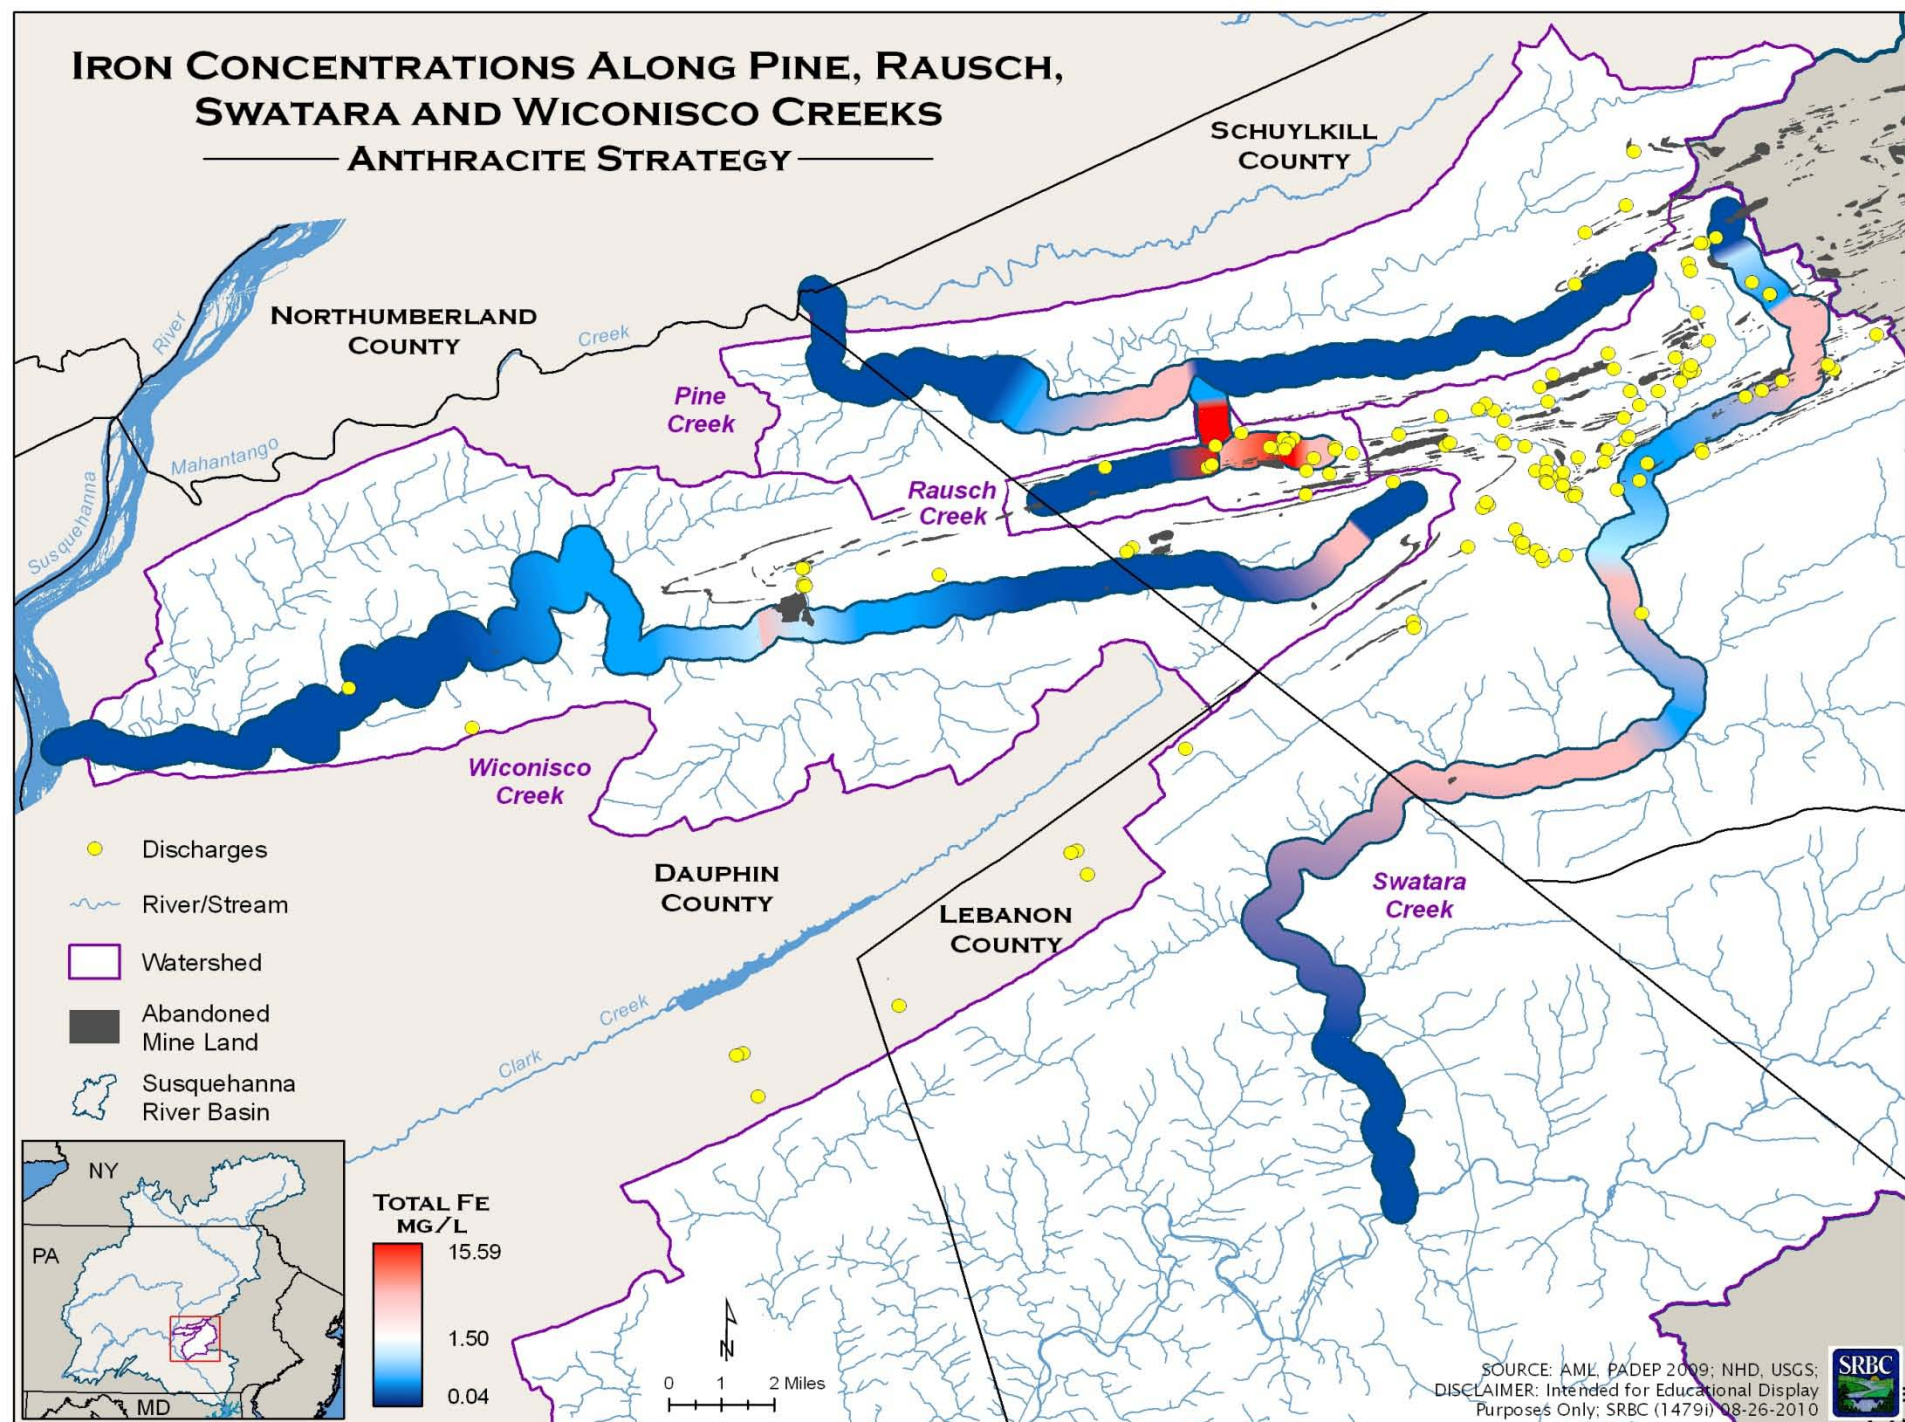 IRON CONCENTRATIONS ALONG PINE, RAUSCH,
SWATARA AND WICONISCO CREEKS
ANTHRACITE STRATEGY
SCHUYLKILL
COUNTY
NORTHUMBERLAND
COUNTY
River
Creek
Mahantango
Susquehanna
Pine
Creek
Rausch
Creek
Wiconisco
Creek
DAUPHIN
COUNTY
LEBANON
COUNTY
Swatara
Creek
Creek
Clark
Discharges
River/Stream
Watershed
Abandoned
Mine Land
Susquehanna
River Basin
NY
PA
MD
TOTAL FE
MG/L
15.59
1.50
0.04
N
0 1 2 Miles
SOURCE: AML, PADEP 2009; NHD, USGS;
DISCLAIMER: Intended for Educational Display
Purposes Only; SRBC (1479i) 08-26-2010
SRBC